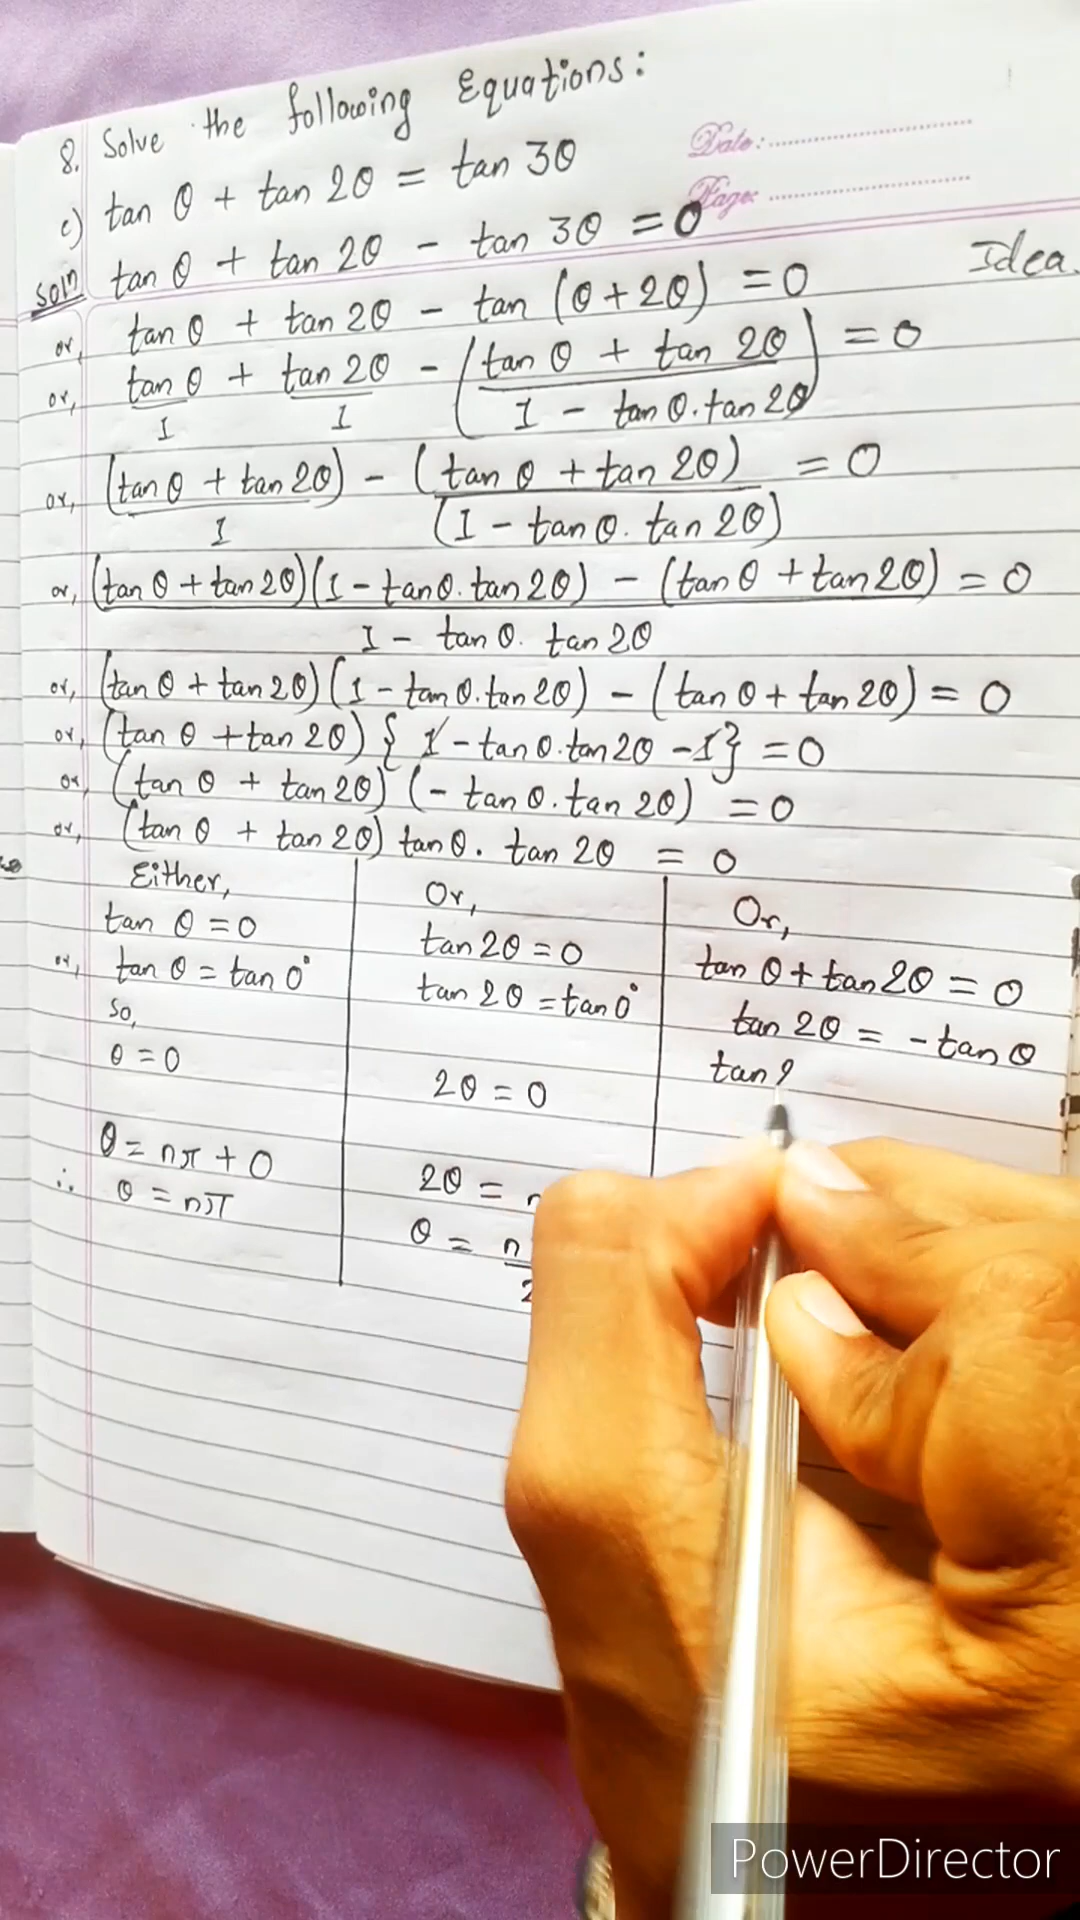 8. Solve the following Equations:
Date:
c) tan θ + tan 2θ = tan 3θ
Page:
Soln tan θ + tan 2θ - tan 3θ = 0
Idea.
or, tan θ + tan 2θ - tan (θ + 2θ) = 0
or, tan θ/1 + tan 2θ/1 - (tan θ + tan 2θ/1 - tan θ. tan 2θ) = 0
or, (tan θ + tan 2θ)/1 - (tan θ + tan 2θ)/(1 - tan θ. tan 2θ) = 0
or, (tan θ + tan 2θ)(1 - tan θ. tan 2θ) - (tan θ + tan 2θ) = 0
1 - tan θ. tan 2θ
or, (tan θ + tan 2θ)(1 - tan θ. tan 2θ) - (tan θ + tan 2θ) = 0
or, (tan θ + tan 2θ) { 1 - tan θ. tan 2θ - 1} = 0
or, (tan θ + tan 2θ) (- tan θ. tan 2θ) = 0
or, (tan θ + tan 2θ) tan θ. tan 2θ = 0
Either,
tan θ = 0
or, tan θ = tan 0°
so,
θ = 0
θ = nπ + 0
∴ θ = nπ
Or,
tan 2θ = 0
tan 2θ = tan 0°
2θ = 0
2θ = n
θ = n/2
Or,
tan θ + tan 2θ = 0
tan 2θ = - tan θ
tan 2
PowerDirector